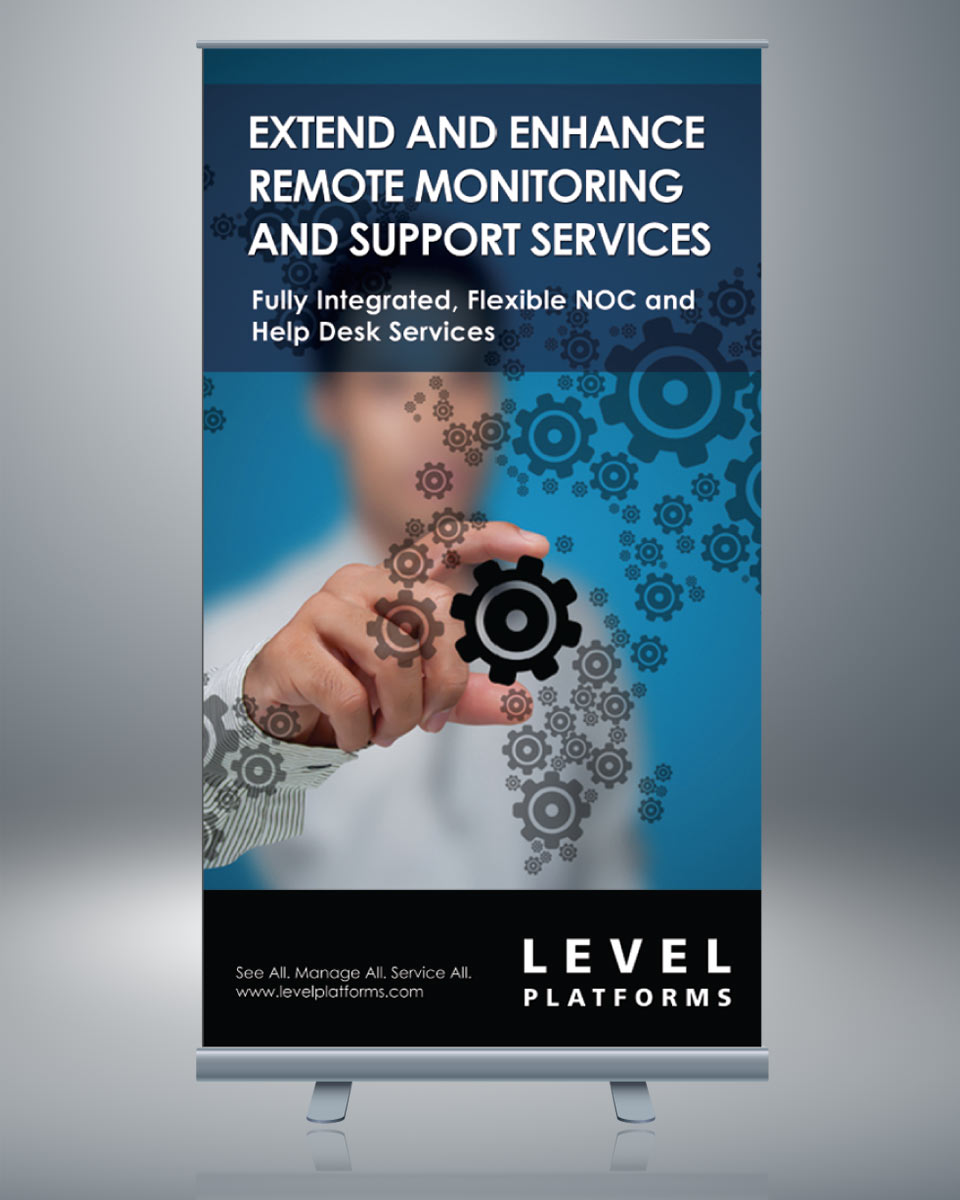 EXTEND AND ENHANCE
REMOTE MONITORING
AND SUPPORT SERVICES
Fully Integrated, Flexible NOC and
Help Desk Services
See All. Manage All. Service All.
www.levelplatforms.com
LEVEL
PLATFORMS